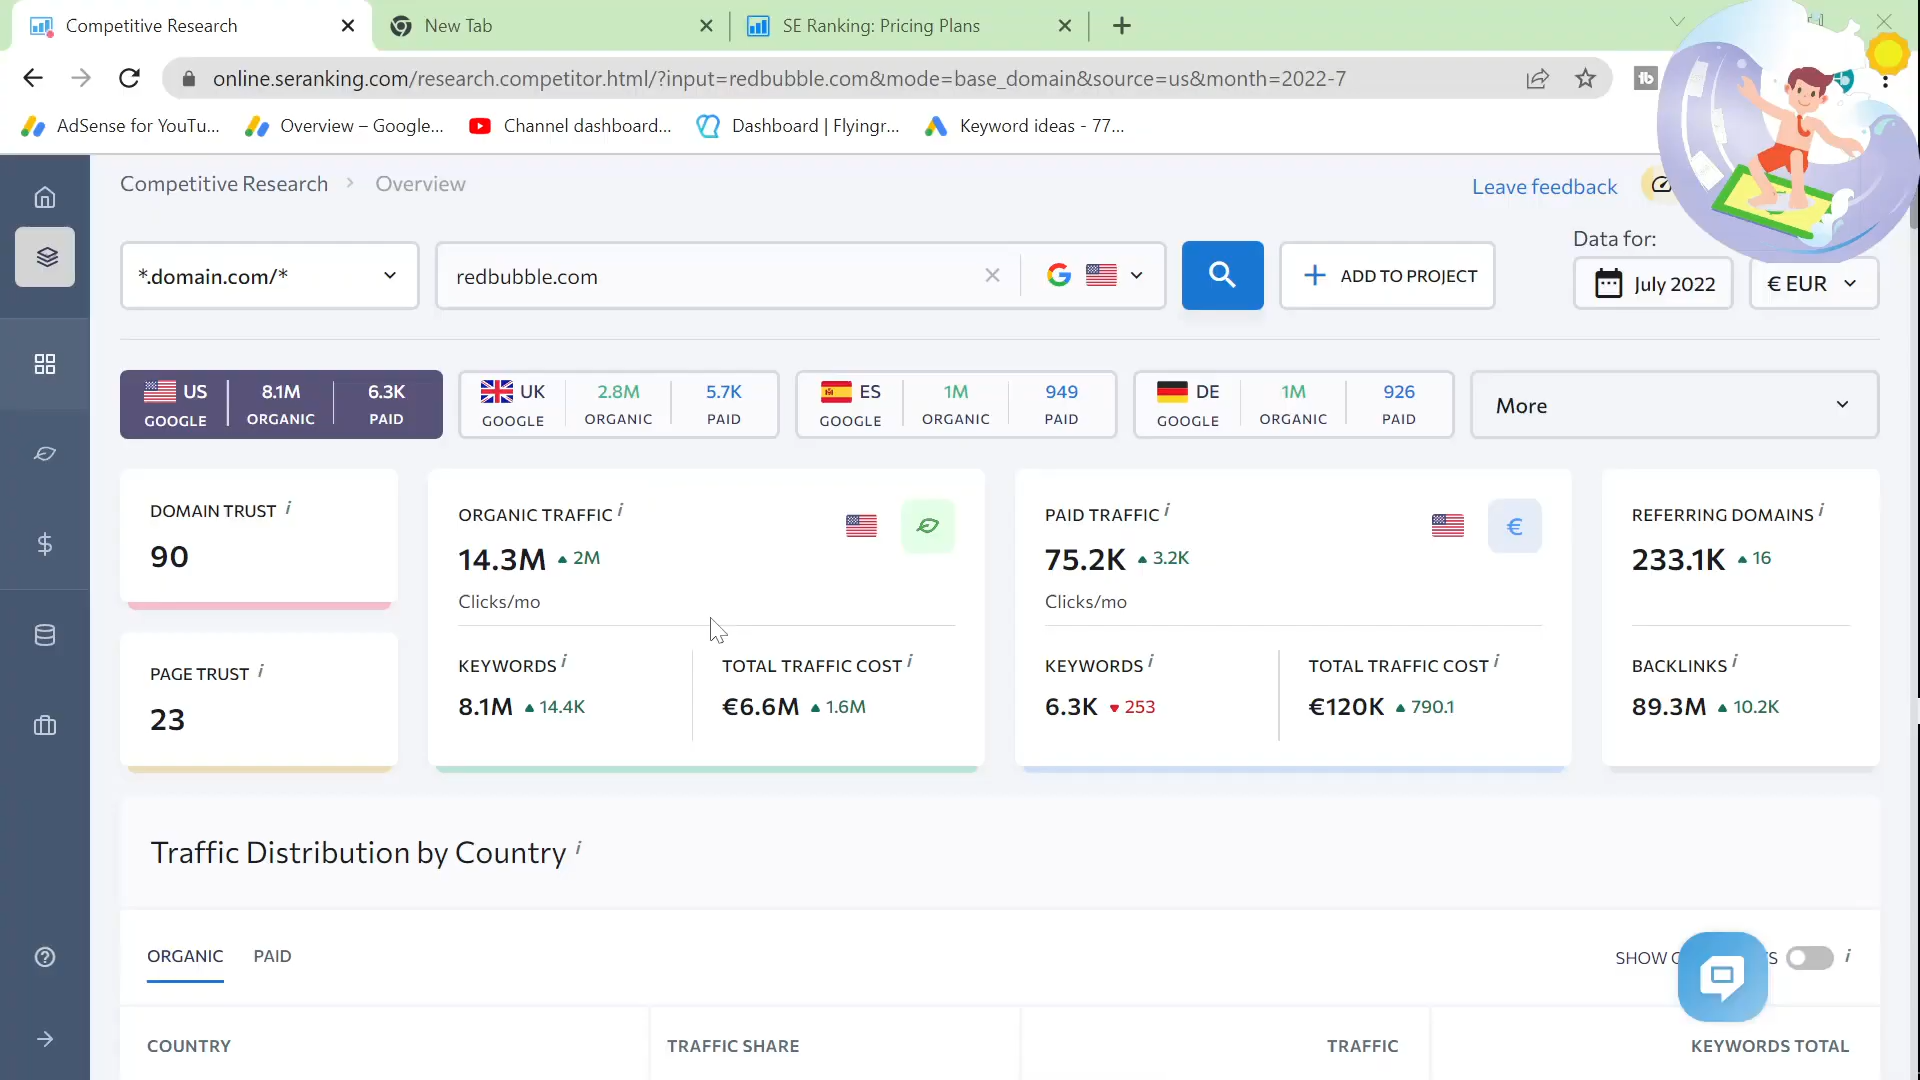 Competitive Research
New Tab
SE Ranking: Pricing Plans
online.seranking.com/research.competitor.html/?input=redbubble.com&mode=base_domain&source=us&month=2022-7
AdSense for YouTu...
Overview – Google...
Channel dashboard...
Dashboard | Flyingr...
Keyword ideas - 77...
Competitive Research > Overview
Leave feedback
Data for:
*.domain.com/*
redbubble.com
ADD TO PROJECT
July 2022
€ EUR
US GOOGLE
8.1M ORGANIC
6.3K PAID
UK GOOGLE
2.8M ORGANIC
5.7K PAID
ES GOOGLE
1M ORGANIC
949 PAID
DE GOOGLE
1M ORGANIC
926 PAID
More
DOMAIN TRUST i
90
PAGE TRUST i
23
ORGANIC TRAFFIC i
14.3M 2M
Clicks/mo
KEYWORDS i
8.1M 14.4K
TOTAL TRAFFIC COST i
€6.6M 1.6M
PAID TRAFFIC i
€
75.2K 3.2K
Clicks/mo
KEYWORDS i
6.3K 253
TOTAL TRAFFIC COST i
€120K 790.1
REFERRING DOMAINS i
233.1K 16
BACKLINKS i
89.3M 10.2K
Traffic Distribution by Country i
ORGANIC PAID
SHOW
COUNTRY TRAFFIC SHARE TRAFFIC KEYWORDS TOTAL